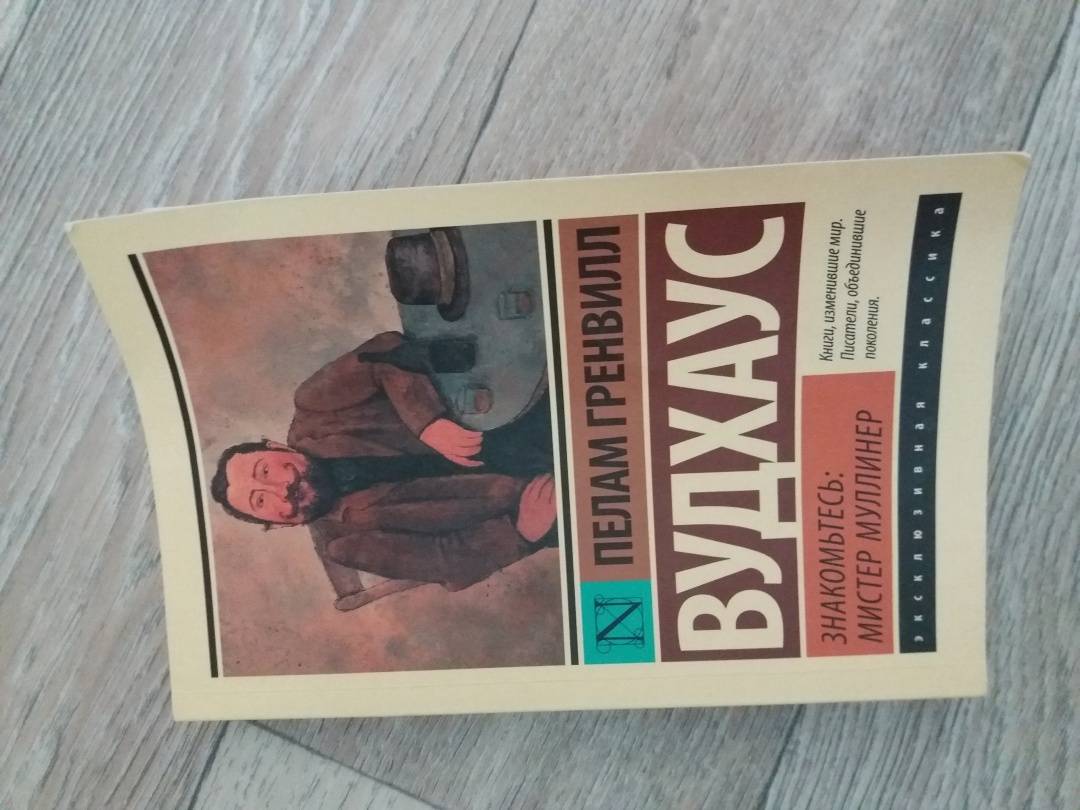 ПЕЛАМ ГРЕНВИЛЛ
N
ВУДХАУС
ЗНАКОМЬТЕСЬ:
МИСТЕР МУЛЛИНЕР
Книги, изменившие мир.
Писатели, объединившие
поколения.
эксклюзивная классика